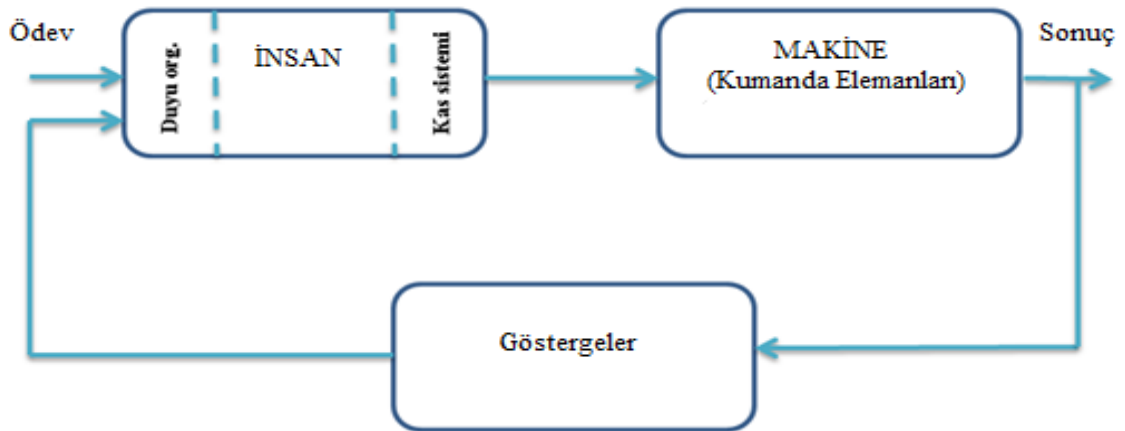 Ödev
Duyu org.
İNSAN
Kas sistemi
MAKİNE
(Kumanda Elemanları)
Sonuç
Göstergeler